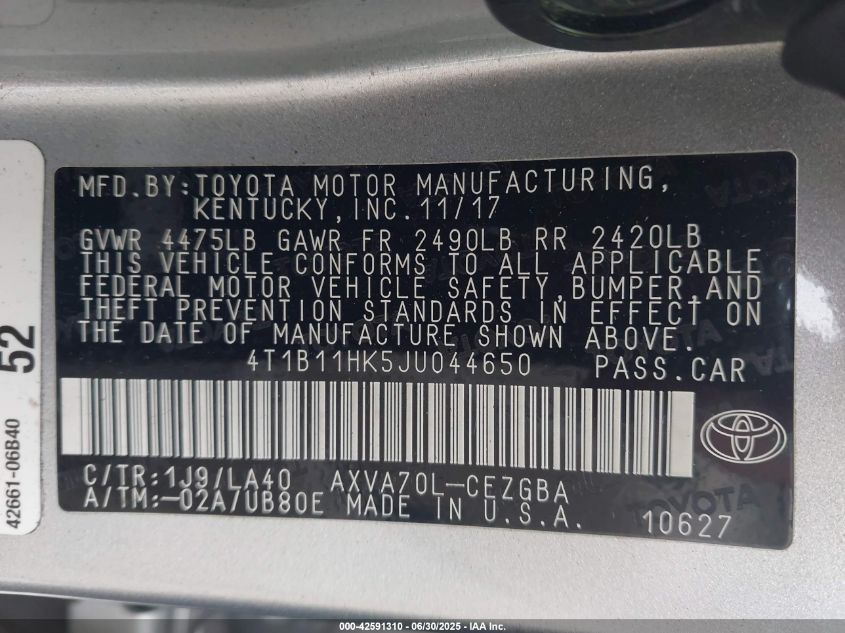 MFD.BY:TOYOTA MOTOR MANUFACTURING,
KENTUCKY,INC.11/17
GVWR 4475LB GAWR FR 2490LB RR 2420LB
THIS VEHICLE CONFORMS TO ALL APPLICABLE
FEDERAL MOTOR VEHICLE SAFETY,BUMPER,AND
THEFT PREVENTION STANDARDS IN EFFECT ON
THE DATE OF MANUFACTURE SHOWN ABOVE.
4T1B11HK5JU044650 PASS.CAR
C/TR:1J9/LA40 AXVA70L-CEZGBA
A/TM:-02A7UB80E MADE IN U.S.A. 10627
TOYOTA
52
42661-06B40
000-42591310 | 06/30/2025 | IAA Inc.